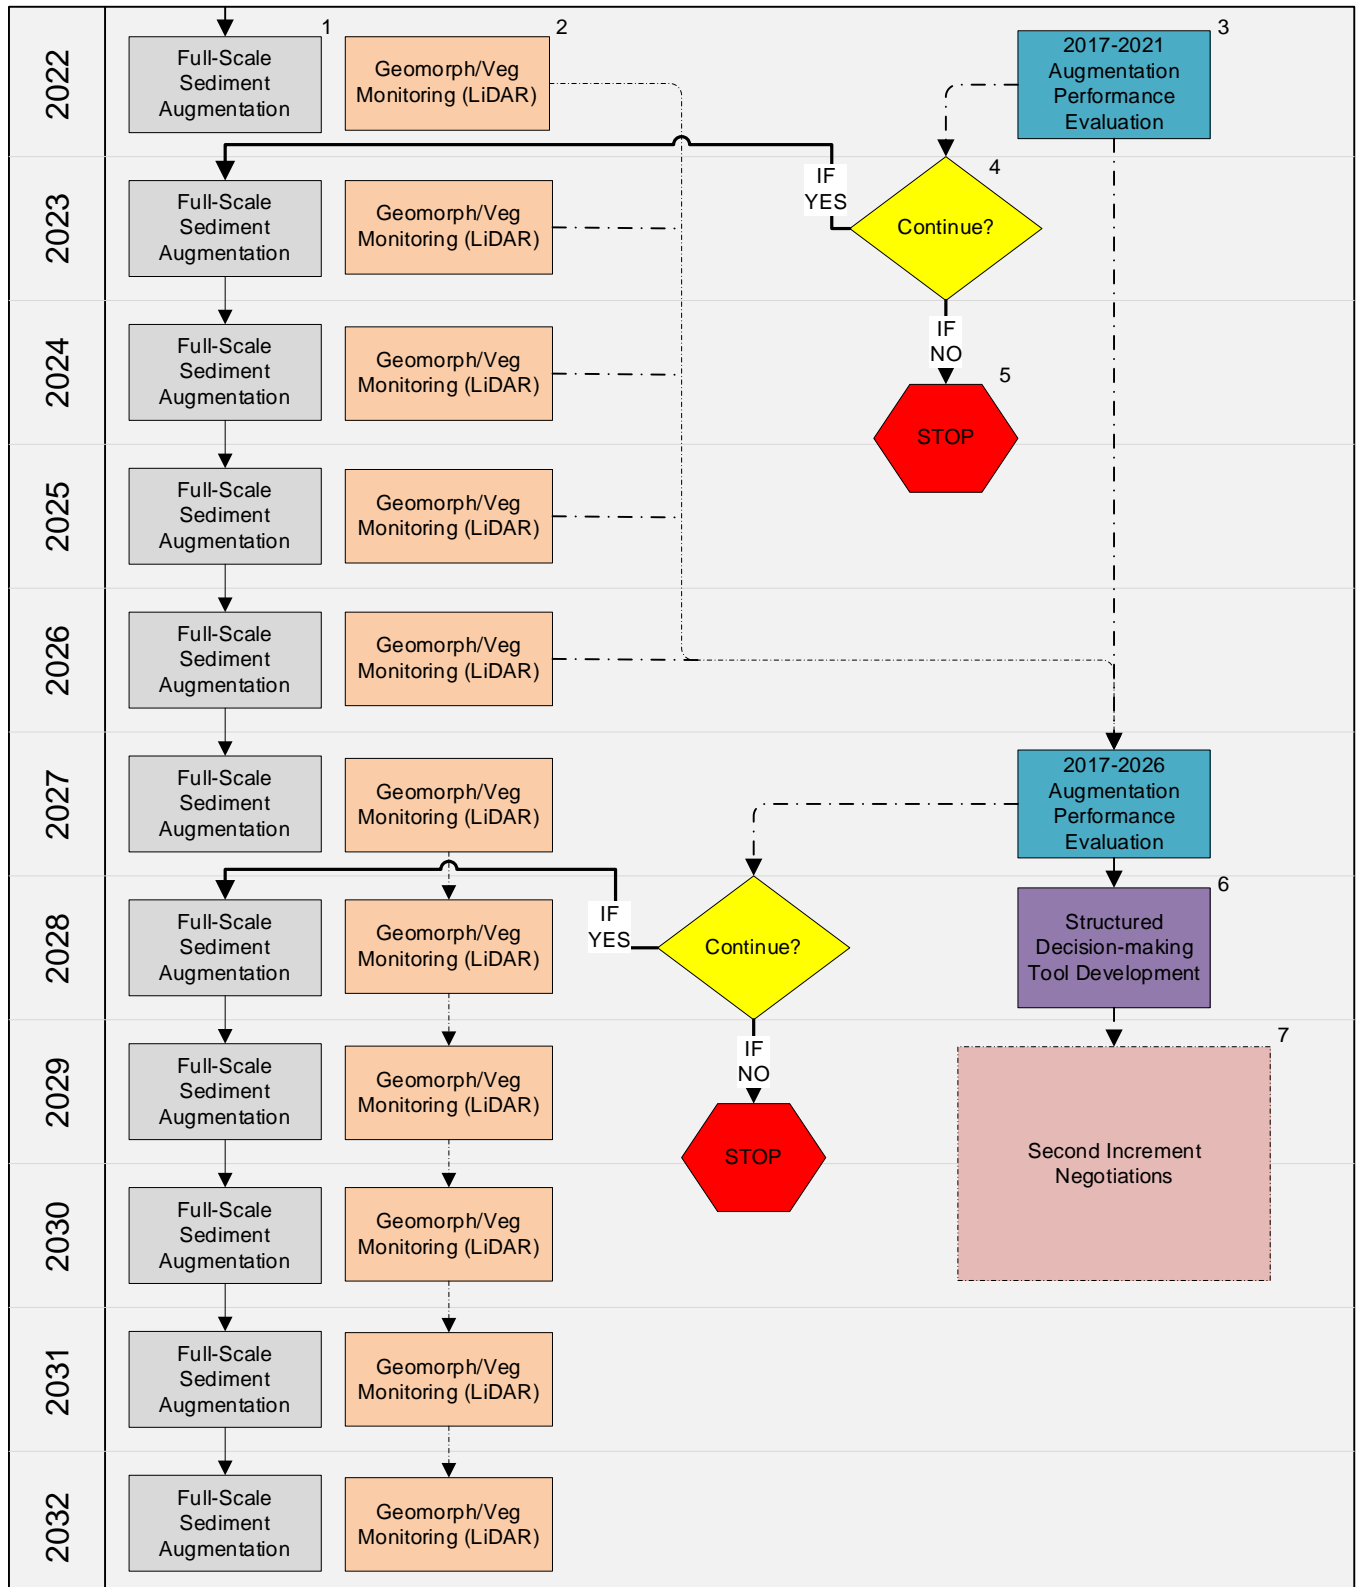 2022
1
Full-Scale
Sediment
Augmentation
2
Geomorph/Veg
Monitoring (LiDAR)
3
2017-2021
Augmentation
Performance
Evaluation
2023
Full-Scale
Sediment
Augmentation
Geomorph/Veg
Monitoring (LiDAR)
IF
YES
4
Continue?
2024
Full-Scale
Sediment
Augmentation
Geomorph/Veg
Monitoring (LiDAR)
IF
NO
5
STOP
2025
Full-Scale
Sediment
Augmentation
Geomorph/Veg
Monitoring (LiDAR)
2026
Full-Scale
Sediment
Augmentation
Geomorph/Veg
Monitoring (LiDAR)
2027
Full-Scale
Sediment
Augmentation
Geomorph/Veg
Monitoring (LiDAR)
2017-2026
Augmentation
Performance
Evaluation
2028
Full-Scale
Sediment
Augmentation
Geomorph/Veg
Monitoring (LiDAR)
IF
YES
Continue?
6
Structured
Decision-making
Tool Development
2029
Full-Scale
Sediment
Augmentation
Geomorph/Veg
Monitoring (LiDAR)
IF
NO
STOP
7
Second Increment
Negotiations
2030
Full-Scale
Sediment
Augmentation
Geomorph/Veg
Monitoring (LiDAR)
2031
Full-Scale
Sediment
Augmentation
Geomorph/Veg
Monitoring (LiDAR)
2032
Full-Scale
Sediment
Augmentation
Geomorph/Veg
Monitoring (LiDAR)